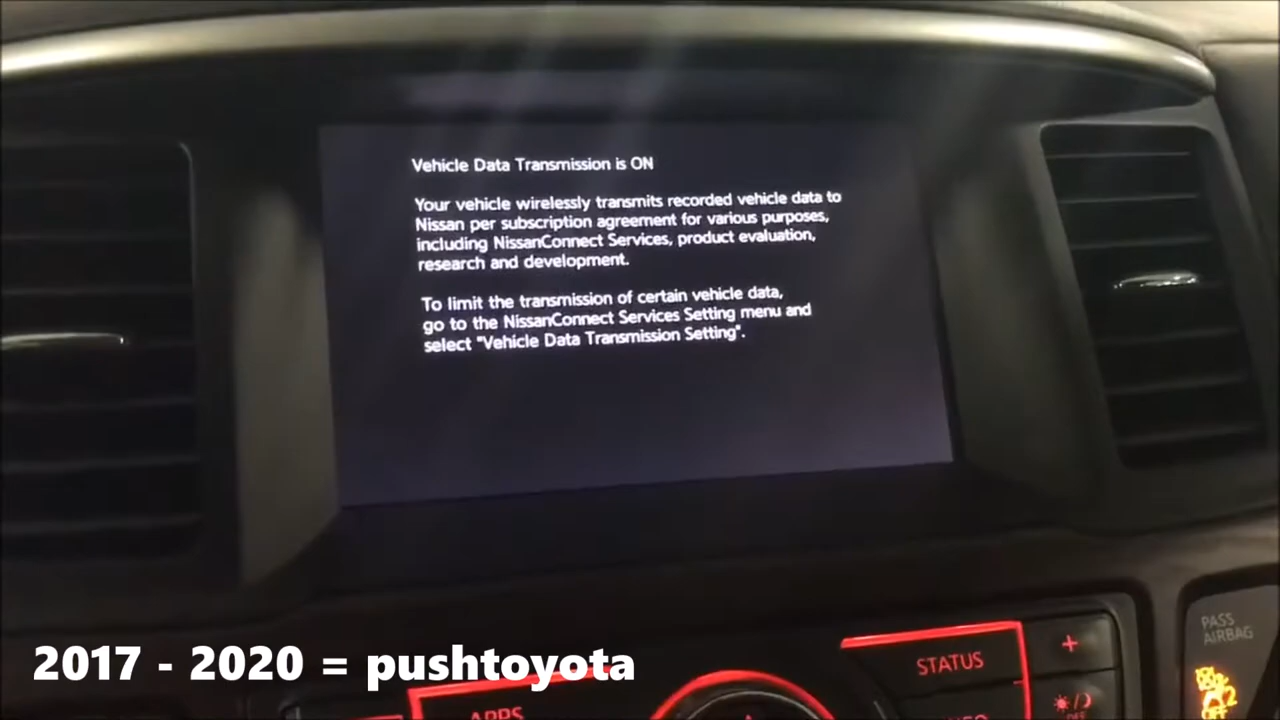 Vehicle Data Transmission is ON
Your vehicle wirelessly transmits recorded vehicle data to
Nissan per subscription agreement for various purposes,
including NissanConnect Services, product evaluation,
research and development.
To limit the transmission of certain vehicle data,
go to the NissanConnect Services Setting menu and
select "Vehicle Data Transmission Setting".
PASS
AIRBAG
STATUS
+
2017 - 2020 = pushtoyota
APPS
OFF